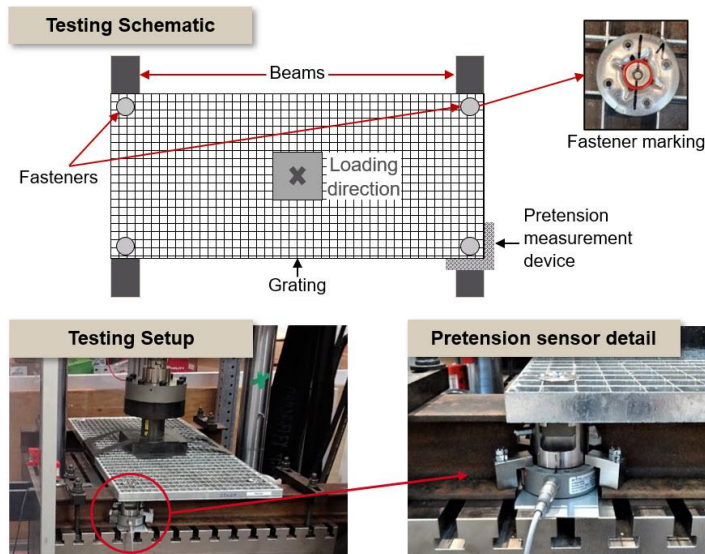 Testing Schematic
Beams
Fasteners
Loading
direction
Grating
Fastener marking
Pretension
measurement
device
Testing Setup
Pretension sensor detail